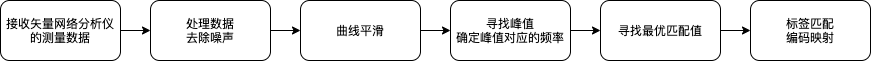 接收矢量网络分析仪
的测量数据
处理数据
去除噪声
曲线平滑
寻找峰值
确定峰值对应的频率
寻找最优匹配值
标签匹配
编码映射